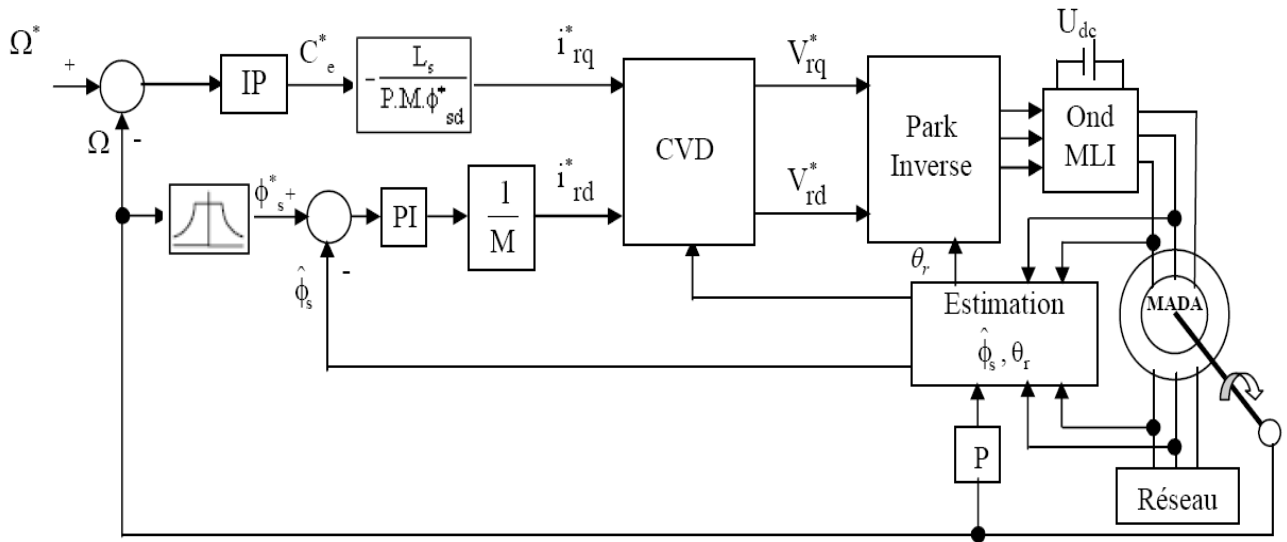 Ω*
+
-
Ω
IP
C*e
- Ls / P.M.ϕ*sd
i*rq
CVD
V*rq
Park
Inverse
Udc
Ond
MLI
ϕ*s +
-
ϕ̂s
PI
1 / M
i*rd
V*rd
θr
Estimation
ϕ̂s , θr
MADA
P
Réseau